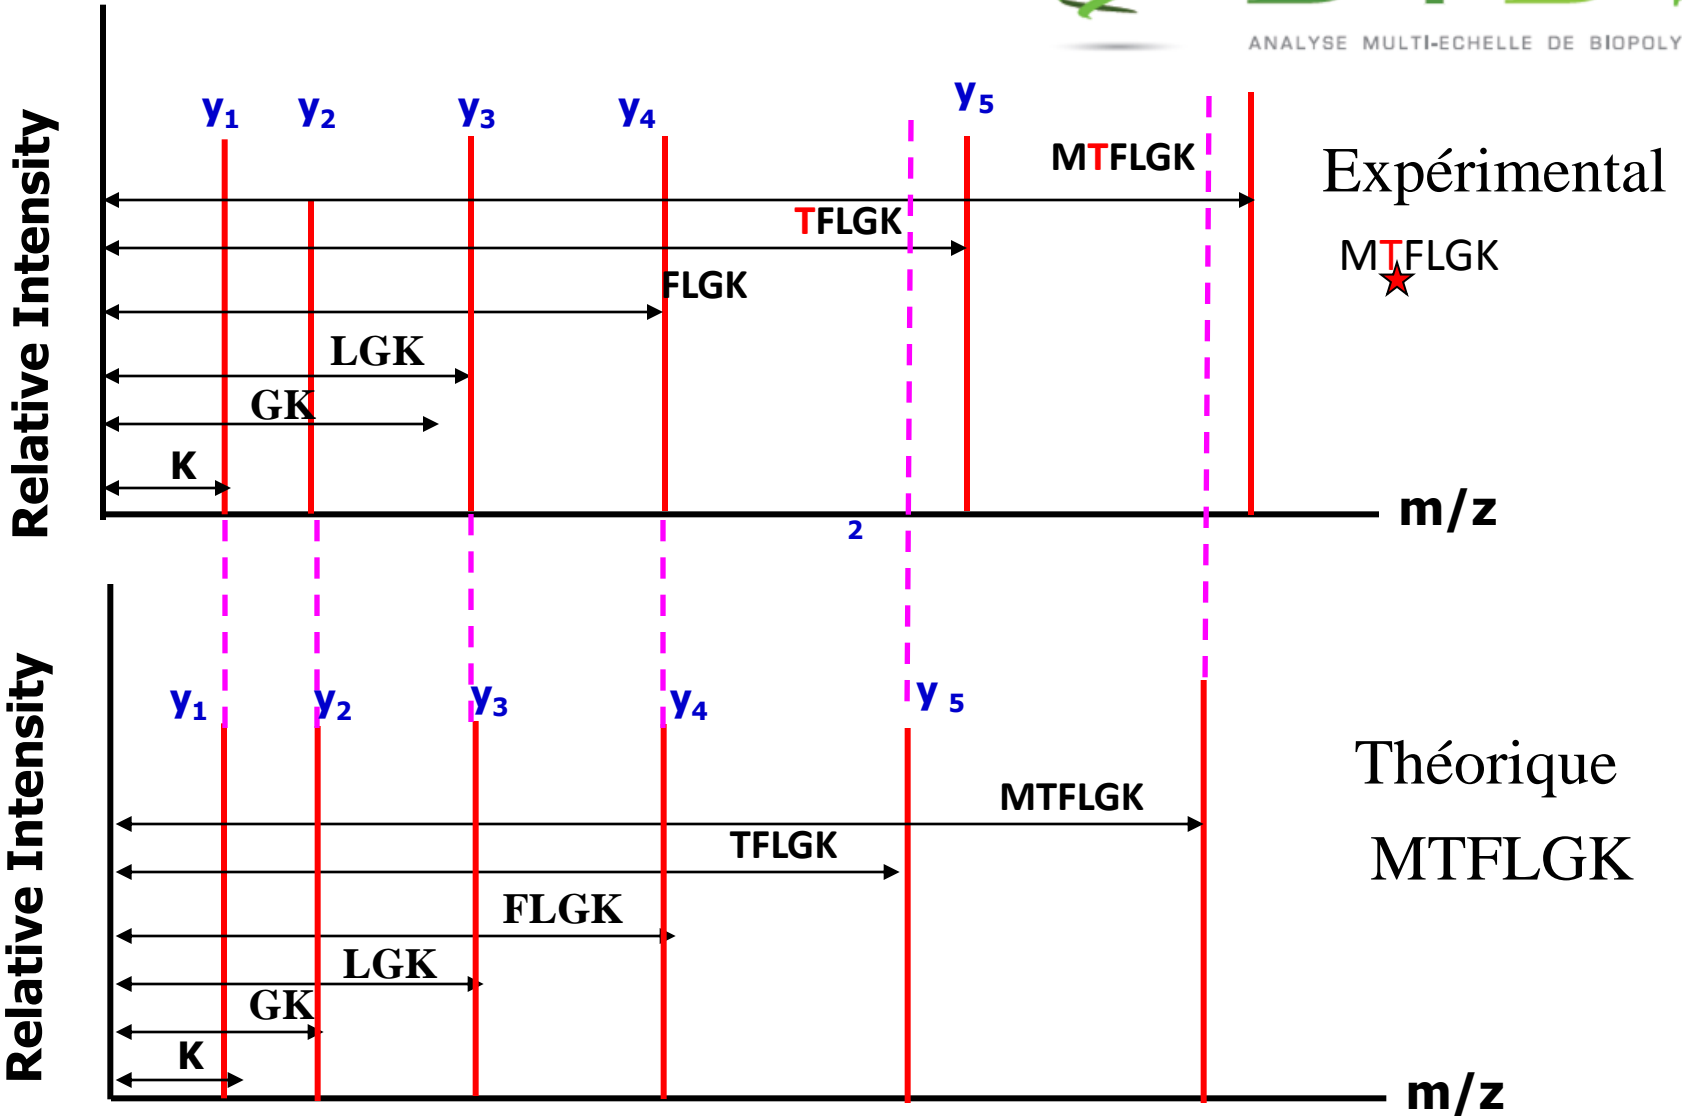 ANALYSE MULTI-ECHELLE DE BIOPOLY
Relative Intensity
y1 y2 y3 y4 y5
MTFLGK
TFLGK
FLGK
LGK
GK
K
Expérimental
MTFLGK
m/z
2
Relative Intensity
y1 y2 y3 y4 y 5
MTFLGK
TFLGK
FLGK
LGK
GK
K
Théorique
MTFLGK
m/z